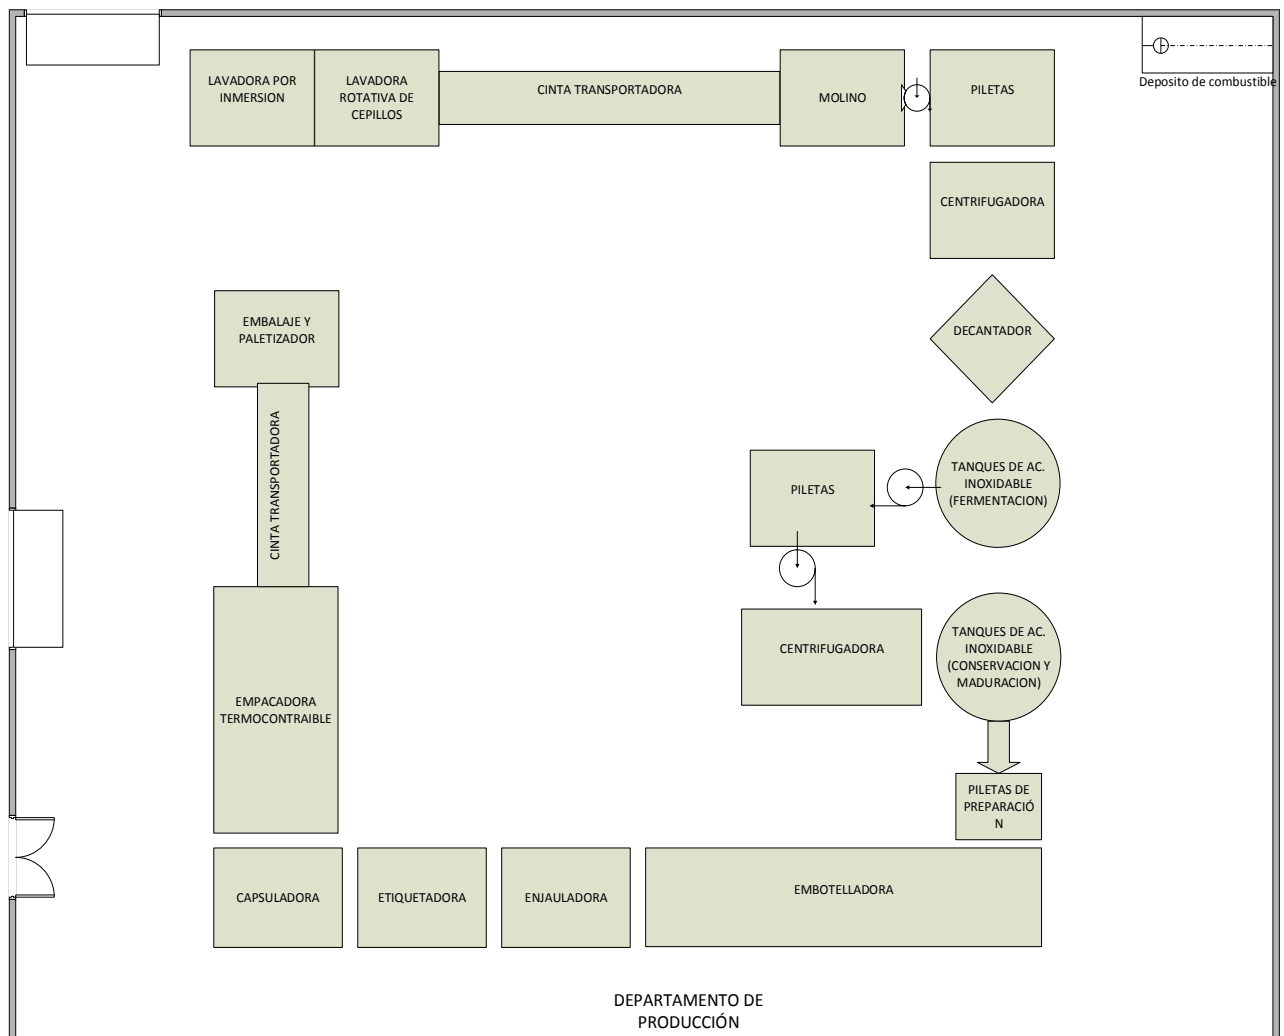 LAVADORA POR
INMERSION
LAVADORA
ROTATIVA DE
CEPILLOS
CINTA TRANSPORTADORA
MOLINO
PILETAS
Deposito de combustible
CENTRIFUGADORA
EMBALAJE Y
PALETIZADOR
DECANTADOR
CINTA TRANSPORTADORA
TANQUES DE AC.
INOXIDABLE
(FERMENTACION)
PILETAS
CENTRIFUGADORA
TANQUES DE AC.
INOXIDABLE
(CONSERVACION Y
MADURACION)
EMPACADORA
TERMOCONTRAIBLE
PILETAS DE
PREPARACIÓ
N
CAPSULADORA
ETIQUETADORA
ENJAULADORA
EMBOTELLADORA
DEPARTAMENTO DE
PRODUCCIÓN